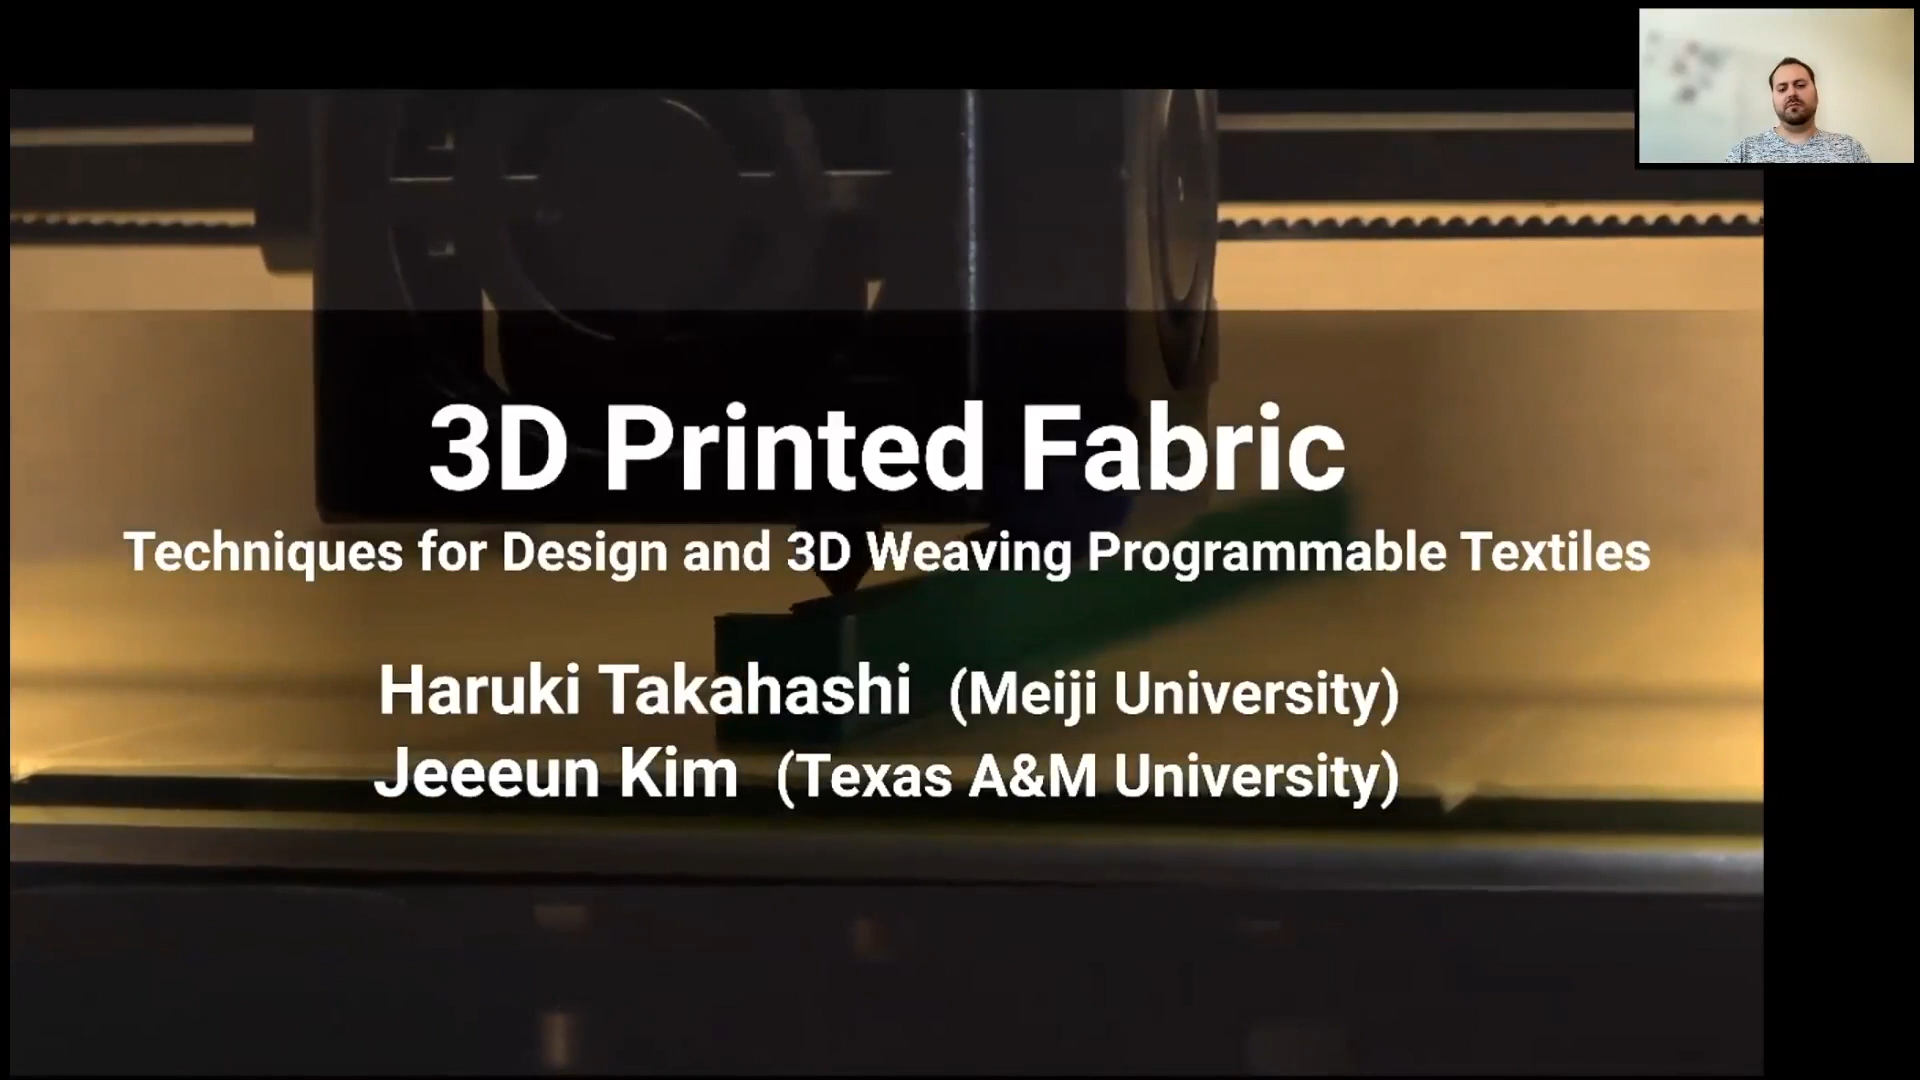 3D Printed Fabric
Techniques for Design and 3D Weaving Programmable Textiles
Haruki Takahashi (Meiji University)
Jeeeun Kim (Texas A&M University)